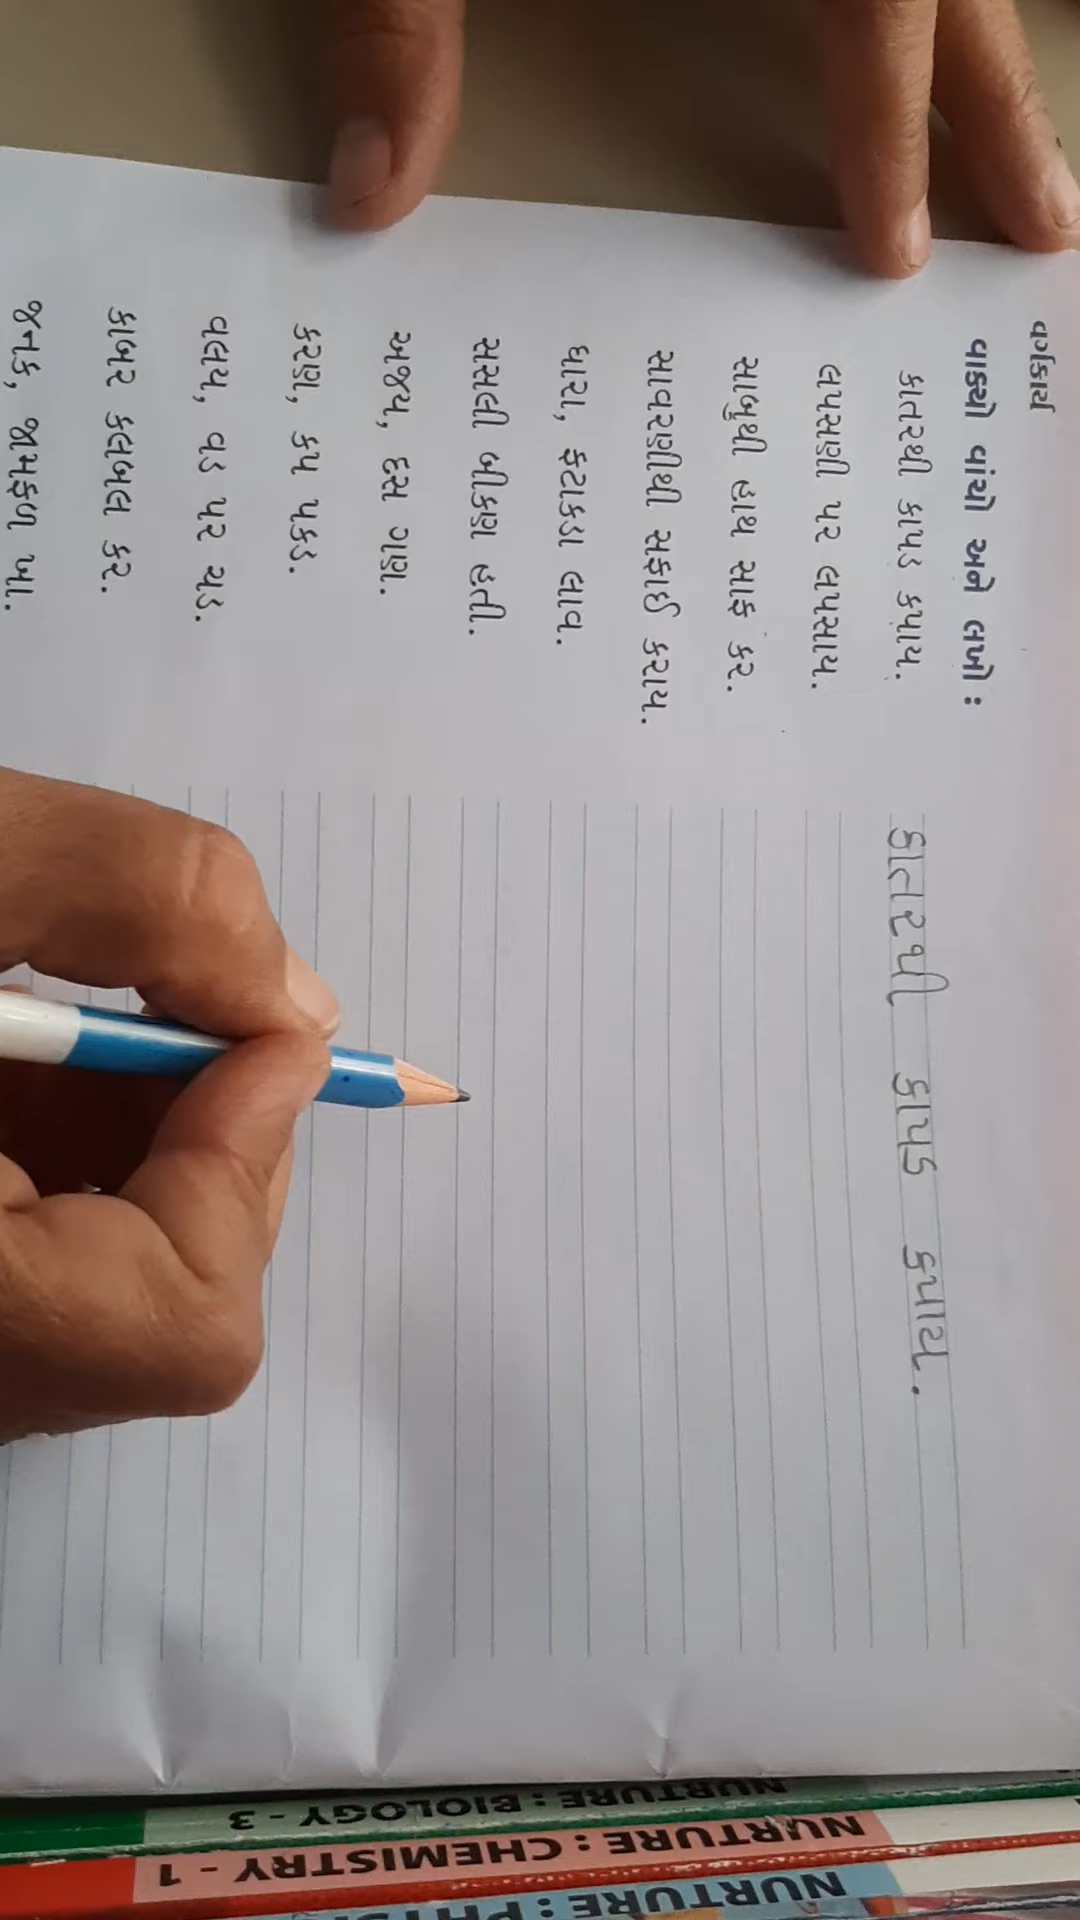 વર્ગકાર્ય
વાક્યો વાંચો અને લખો :
કાતરથી કાપડ કપાય. કાતરથી કાપડ કપાય.
લપસણી પર લપસાય.
સાબુથી હાથ સાફ કર.
સાવરણીથી સફાઈ કરાય.
ધારા, ફટાકડા લાવ.
સસલી બીકણ હતી.
અજય, દસ ગણ.
કરણ, કપ પકડ.
વલય, વડ પર ચડ.
કાબર કલબલ કર.
જનક, જામફળ ખા.
NURTURE : BIOLOGY - 3
NURTURE : CHEMISTRY - 1
NURTURE :